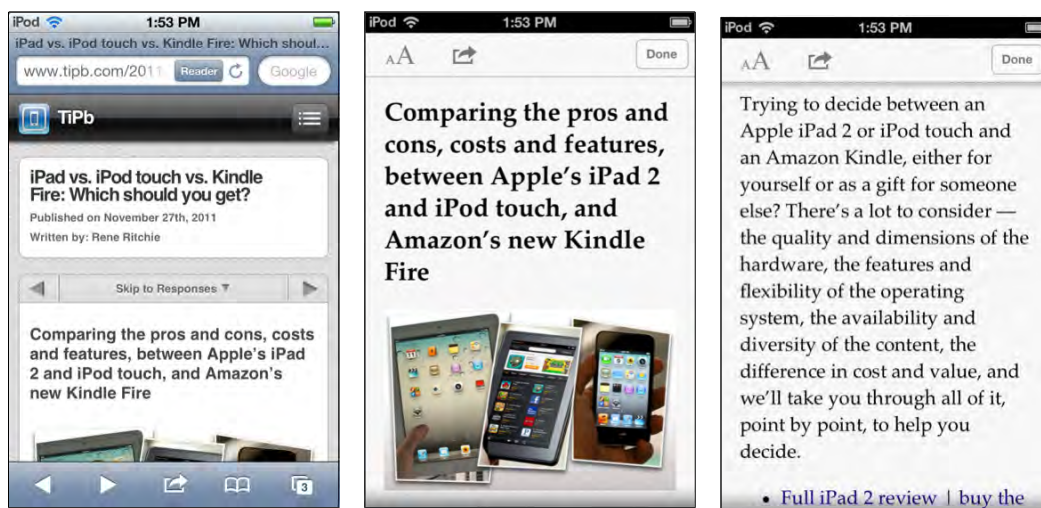 iPod 1:53 PM
iPad vs. iPod touch vs. Kindle Fire: Which shoul...
www.tipb.com/2011 Reader Google
TiPb
iPad vs. iPod touch vs. Kindle
Fire: Which should you get?
Published on November 27th, 2011
Written by: Rene Ritchie
Skip to Responses ▼
Comparing the pros and cons, costs
and features, between Apple's iPad
2 and iPod touch, and Amazon's
new Kindle Fire
3
iPod 1:53 PM
AA Done
Comparing the pros and
cons, costs and features,
between Apple's iPad 2
and iPod touch, and
Amazon's new Kindle
Fire
iPod 1:53 PM
AA Done
Trying to decide between an
Apple iPad 2 or iPod touch and
an Amazon Kindle, either for
yourself or as a gift for someone
else? There's a lot to consider —
the quality and dimensions of the
hardware, the features and
flexibility of the operating
system, the availability and
diversity of the content, the
difference in cost and value, and
we'll take you through all of it,
point by point, to help you
decide.
• Full iPad 2 review | buy the